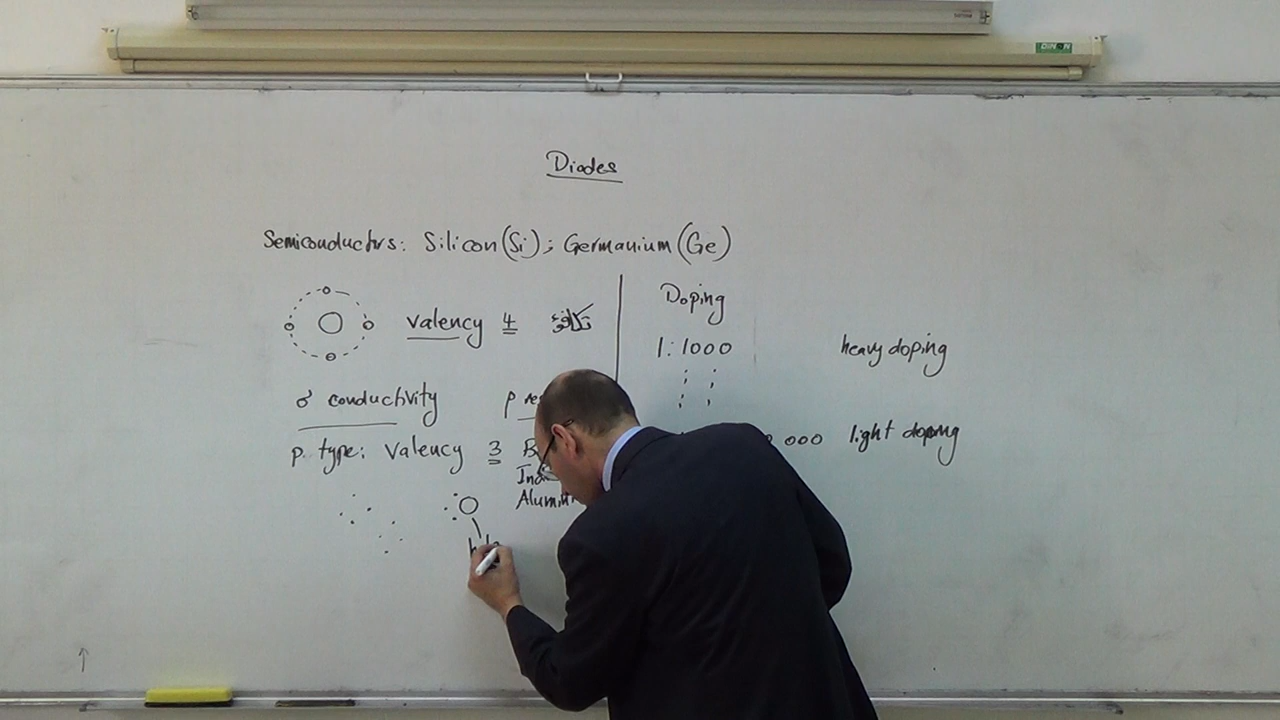 Diodes
Semiconductors: Silicon (Si); Germanium (Ge)
valency 4 تكافؤ
Doping
1:1000 heavy doping
σ conductivity
000 light doping
p type: Valency 3